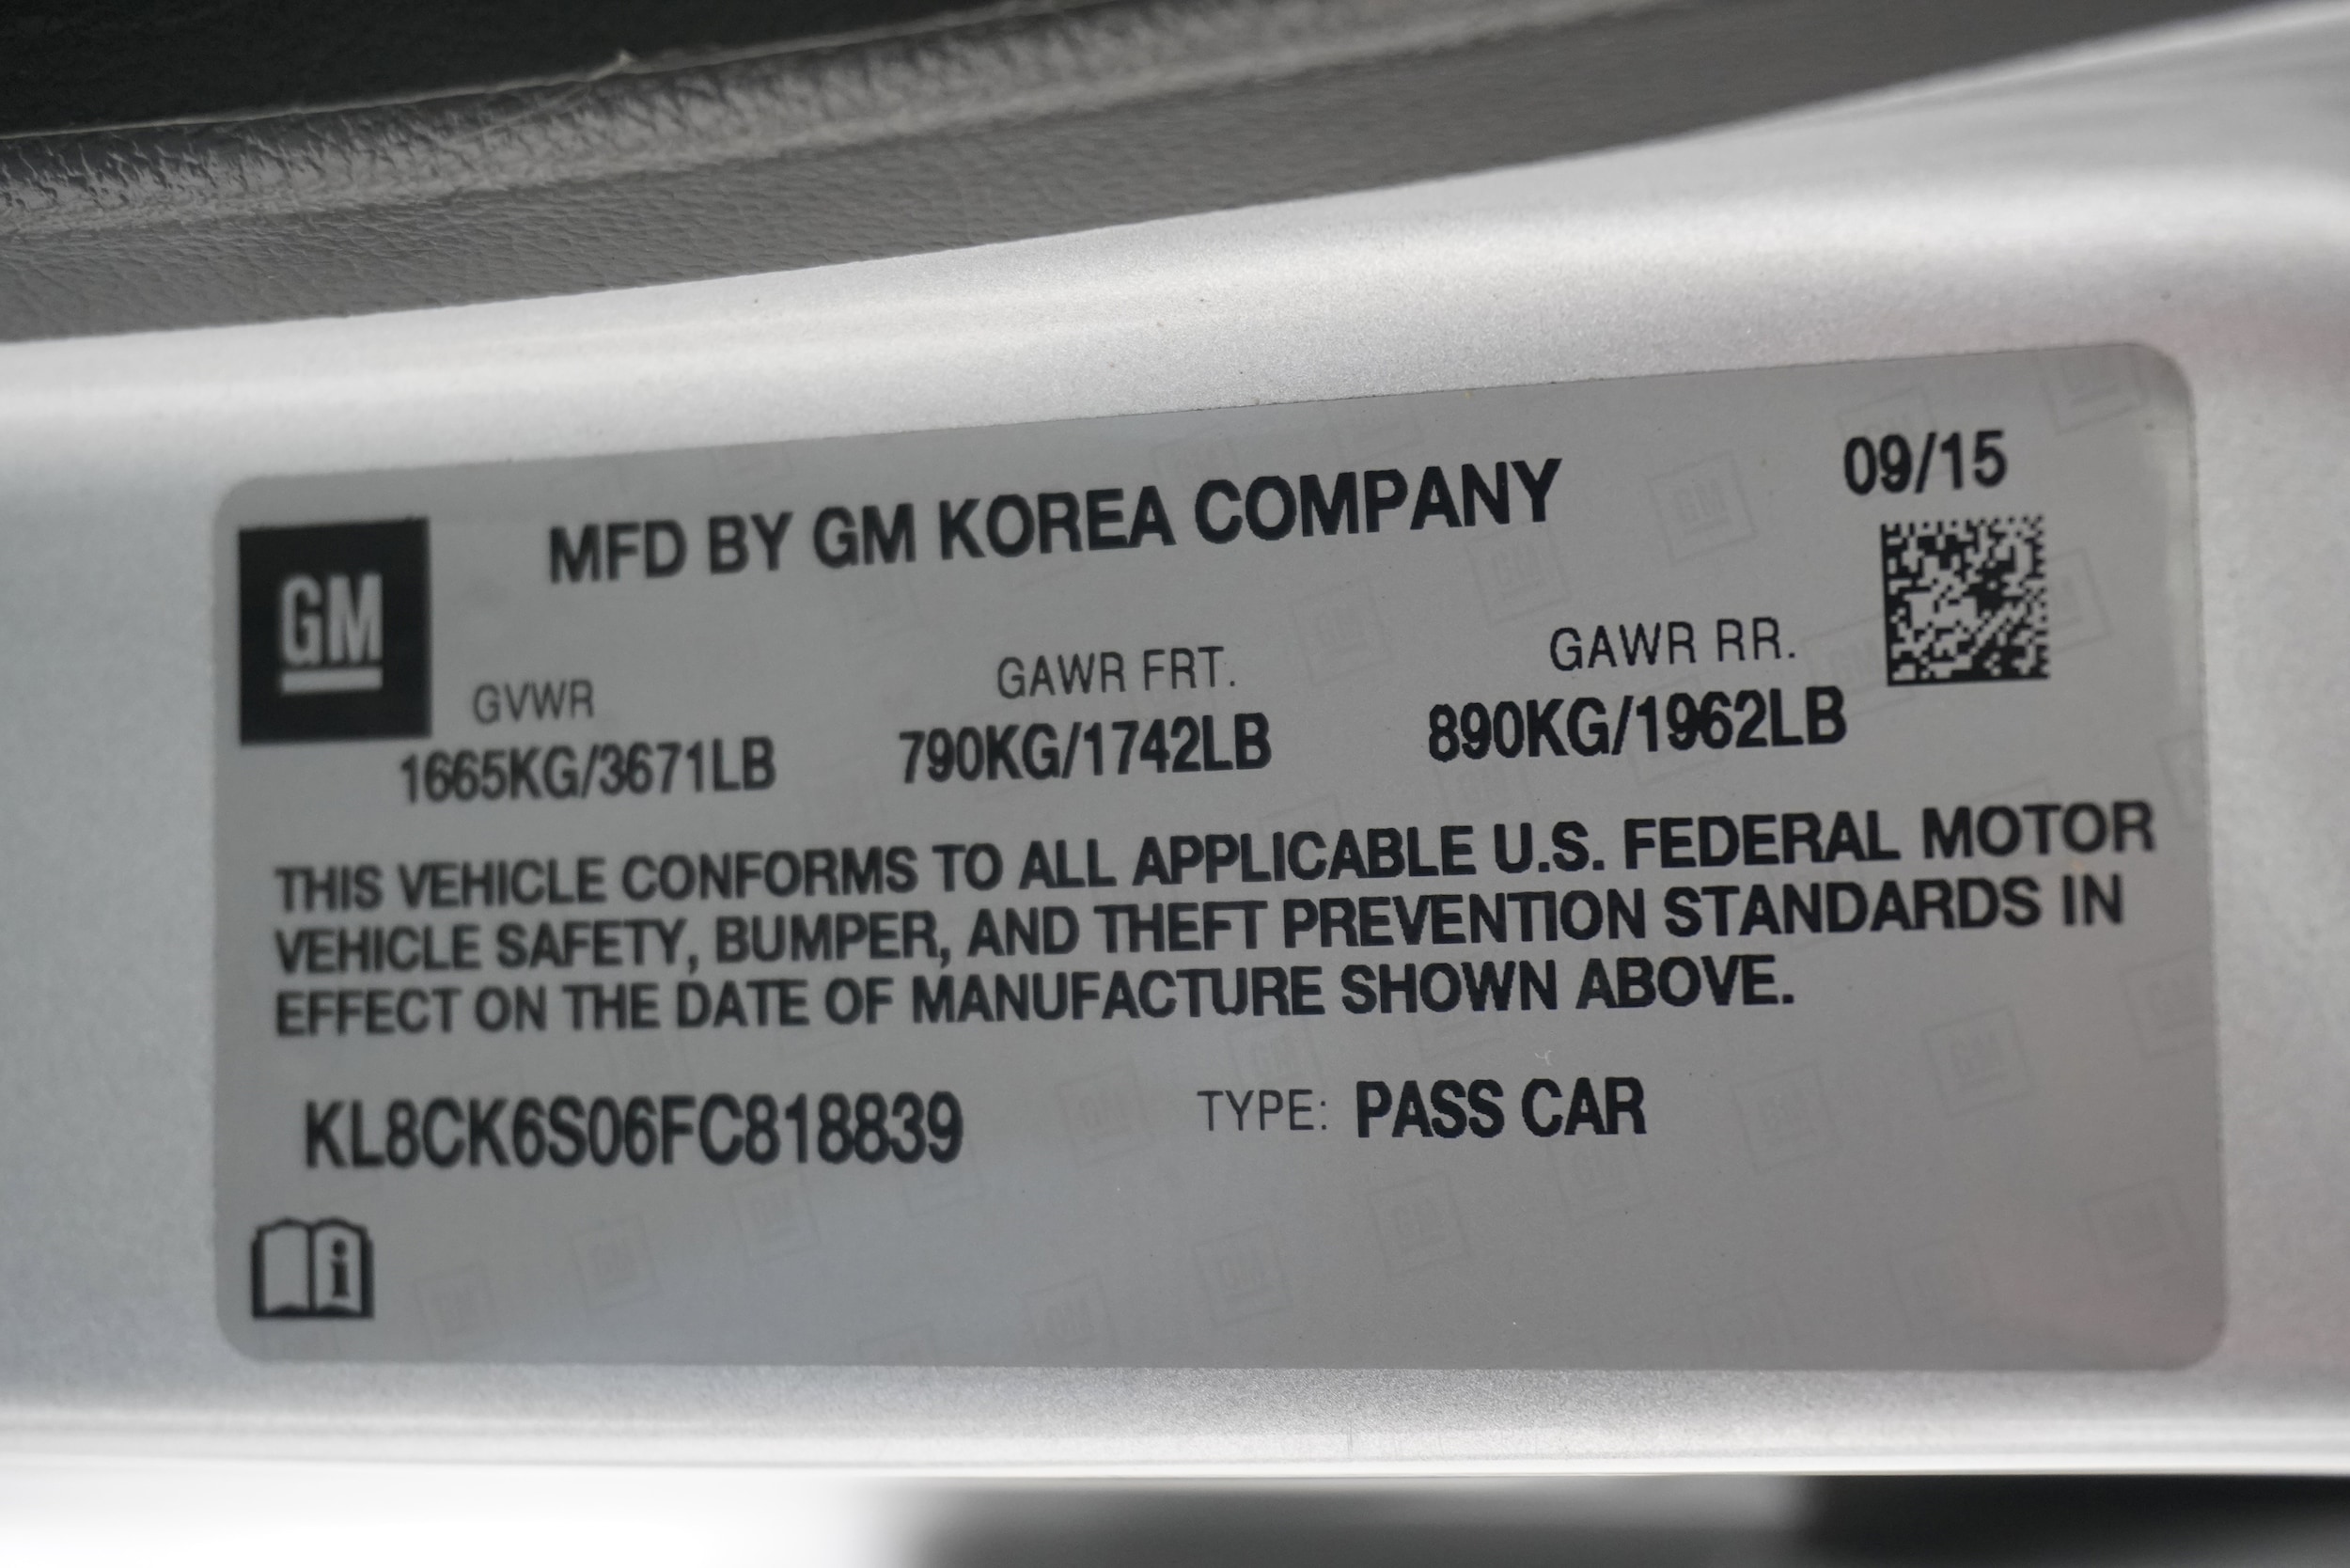 MFD BY GM KOREA COMPANY
09/15
GM
GVWR
GAWR FRT.
GAWR RR.
1665KG/3671LB
790KG/1742LB
890KG/1962LB
THIS VEHICLE CONFORMS TO ALL APPLICABLE U.S. FEDERAL MOTOR
VEHICLE SAFETY, BUMPER, AND THEFT PREVENTION STANDARDS IN
EFFECT ON THE DATE OF MANUFACTURE SHOWN ABOVE.
KL8CK6S06FC818839
TYPE: PASS CAR
i